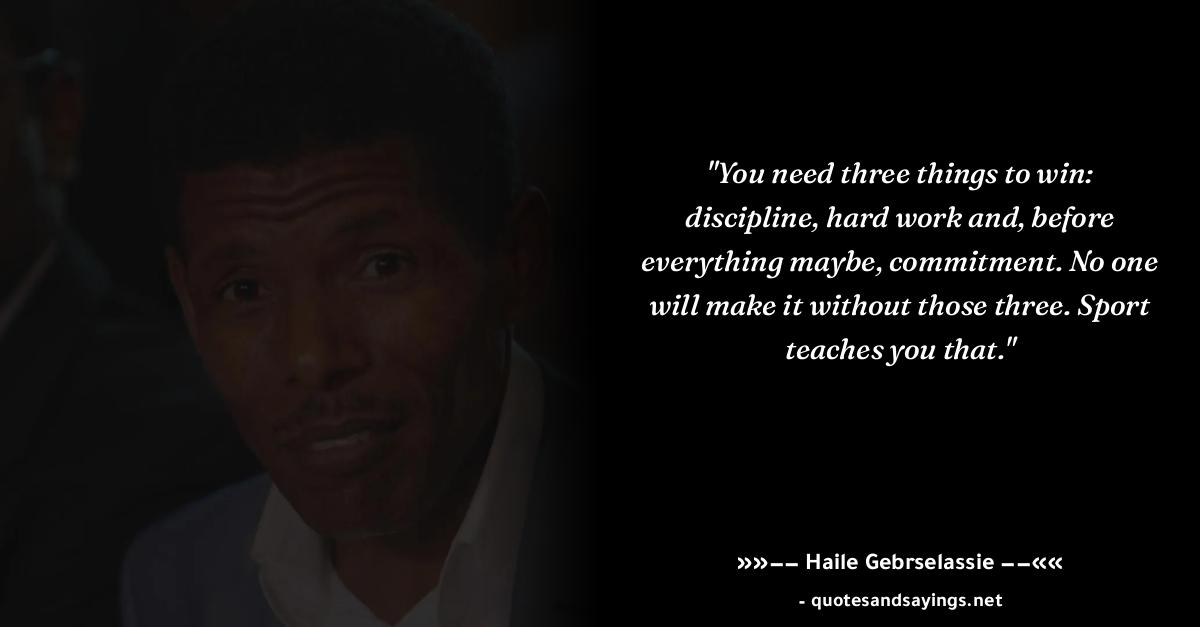 "You need three things to win:
discipline, hard work and, before
everything maybe, commitment. No one
will make it without those three. Sport
teaches you that."
»»−− Haile Gebrselassie −−««
- quotesandsayings.net